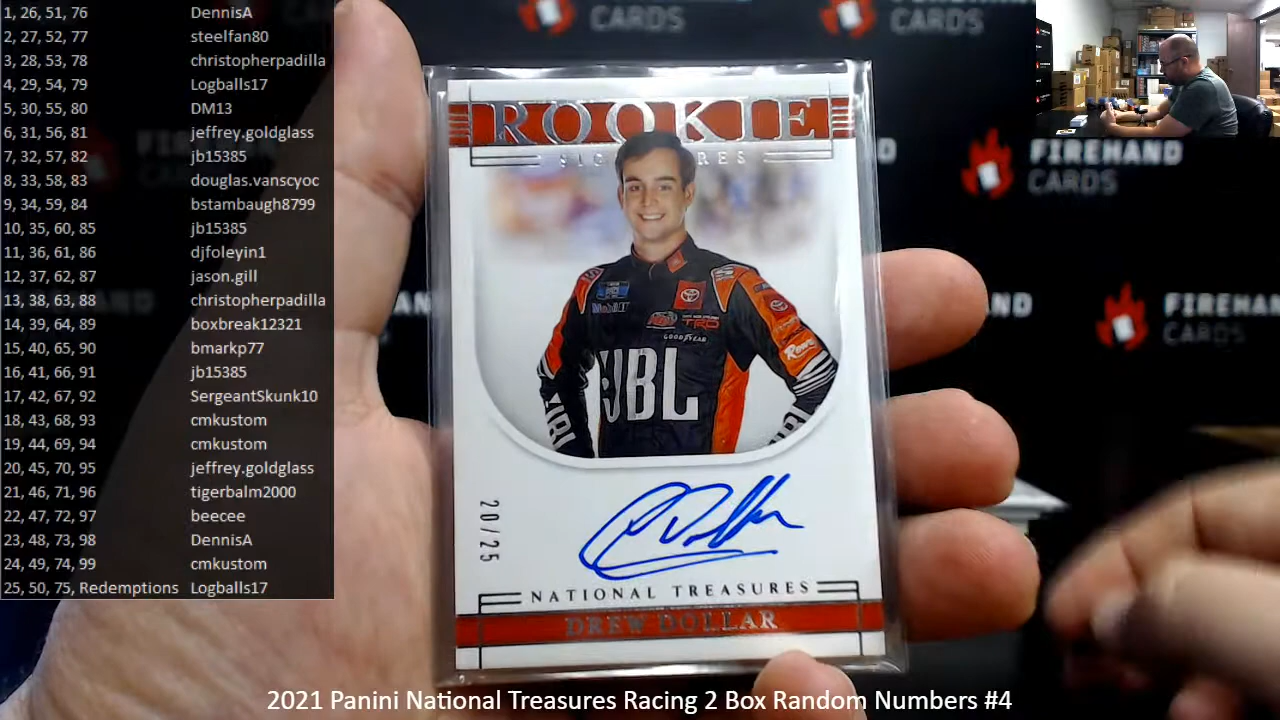 1, 26, 51, 76 DennisA
2, 27, 52, 77 steelfan80
3, 28, 53, 78 christopherpadilla
4, 29, 54, 79 Logballs17
5, 30, 55, 80 DM13
6, 31, 56, 81 jeffrey.goldglass
7, 32, 57, 82 jb15385
8, 33, 58, 83 douglas.vanscyoc
9, 34, 59, 84 bstambaugh8799
10, 35, 60, 85 jb15385
11, 36, 61, 86 djfoleyin1
12, 37, 62, 87 jason.gill
13, 38, 63, 88 christopherpadilla
14, 39, 64, 89 boxbreak12321
15, 40, 65, 90 bmarkp77
16, 41, 66, 91 jb15385
17, 42, 67, 92 SergeantSkunk10
18, 43, 68, 93 cmkustom
19, 44, 69, 94 cmkustom
20, 45, 70, 95 jeffrey.goldglass
21, 46, 71, 96 tigerbalm2000
22, 47, 72, 97 beecee
23, 48, 73, 98 DennisA
24, 49, 74, 99 cmkustom
25, 50, 75, Redemptions Logballs17
CARDS
CARDS
FIREHAND
CARDS
FIREHAN
CARDS
ROOKIE
TRD
GOODYEAR
JBL
20/25
NATIONAL TREASURES
DREW DOLLAR
2021 Panini National Treasures Racing 2 Box Random Numbers #4